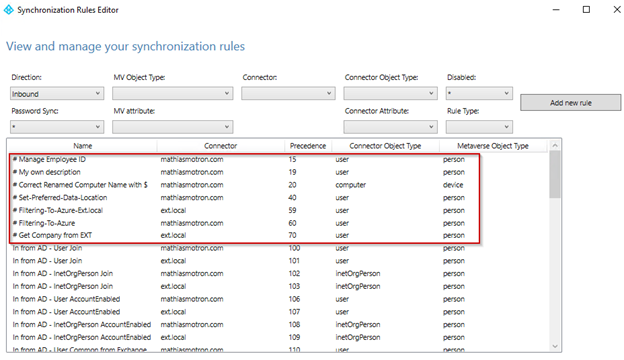 Synchronization Rules Editor
View and manage your synchronization rules
Direction: MV Object Type: Connector: Connector Object Type: Disabled:
Inbound *
Add new rule
Password Sync: MV attribute: Connector Attribute: Rule Type:
*
Name Connector Precedence Connector Object Type Metaverse Object Type
# Manage Employee ID mathiasmotron.com 15 user person
# My own description mathiasmotron.com 19 user person
# Correct Renamed Computer Name with $ mathiasmotron.com 20 computer device
# Set-Preferred-Data-Location mathiasmotron.com 40 user person
# Filtering-To-Azure-Ext.local ext.local 59 user person
# Filtering-To-Azure mathiasmotron.com 60 user person
# Get Company from EXT ext.local 70 user person
In from AD - User Join mathiasmotron.com 100 user person
In from AD - User Join ext.local 101 user person
In from AD - InetOrgPerson Join mathiasmotron.com 102 inetOrgPerson person
In from AD - InetOrgPerson Join ext.local 103 inetOrgPerson person
In from AD - User AccountEnabled mathiasmotron.com 106 user person
In from AD - User AccountEnabled ext.local 107 user person
In from AD - InetOrgPerson AccountEnabled mathiasmotron.com 108 inetOrgPerson person
In from AD - InetOrgPerson AccountEnabled ext.local 109 inetOrgPerson person
In from AD - User Common from Exchange mathiasmotron.com 110 user person